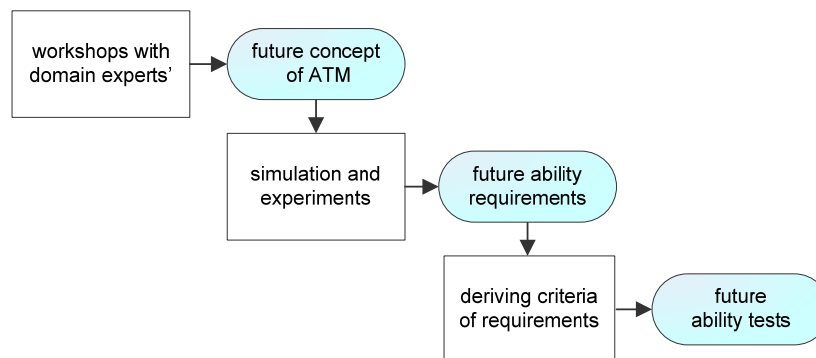 workshops with
domain experts’
future concept
of ATM
simulation and
experiments
future ability
requirements
deriving criteria
of requirements
future
ability tests